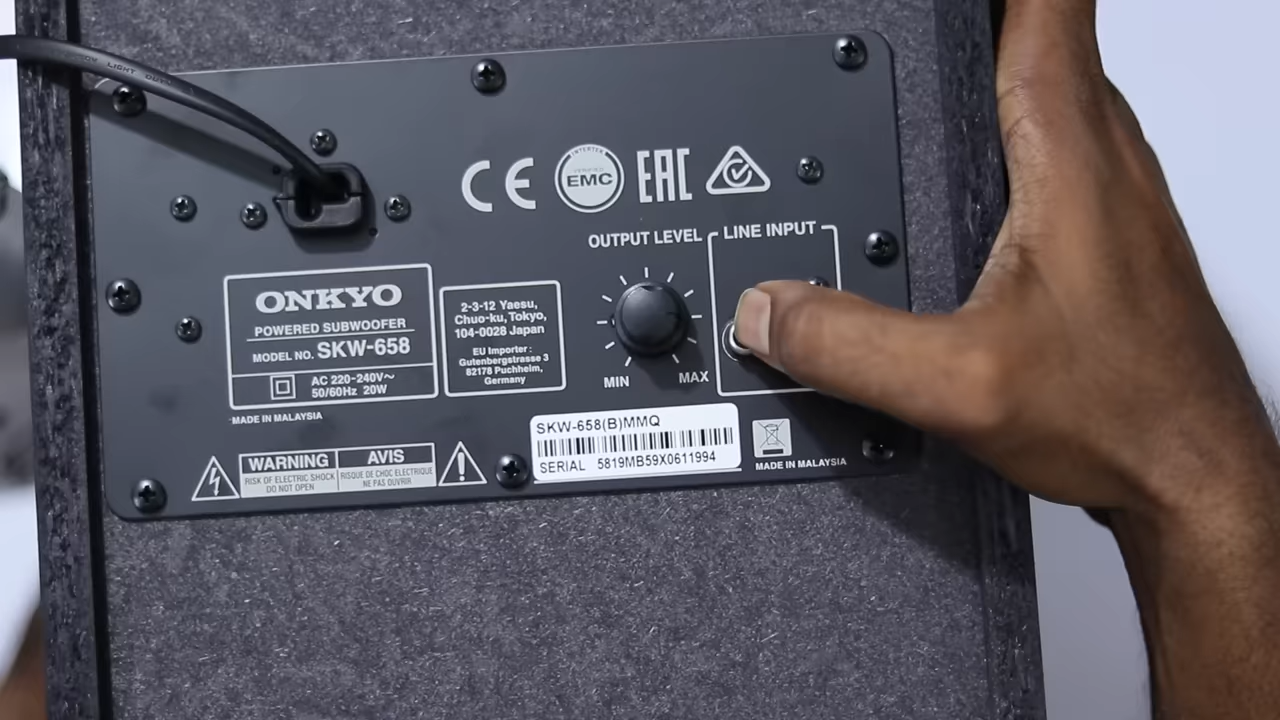 LIGHT DUTY
CE
INTERTEK
EMC
EAC
OUTPUT LEVEL
LINE INPUT
MIN
MAX
ONKYO
POWERED SUBWOOFER
MODEL NO. SKW-658
AC 220-240V~
50/60Hz 20W
MADE IN MALAYSIA
2-3-12 Yaesu,
Chuo-ku, Tokyo,
104-0028 Japan
EU Importer :
Gutenbergstrasse 3
82178 Puchheim,
Germany
WARNING
RISK OF ELECTRIC SHOCK
DO NOT OPEN
AVIS
RISQUE DE CHOC ELECTRIQUE
NE PAS OUVRIR
SKW-658(B)MMQ
SERIAL 5819MB59X0611994
MADE IN MALAYSIA